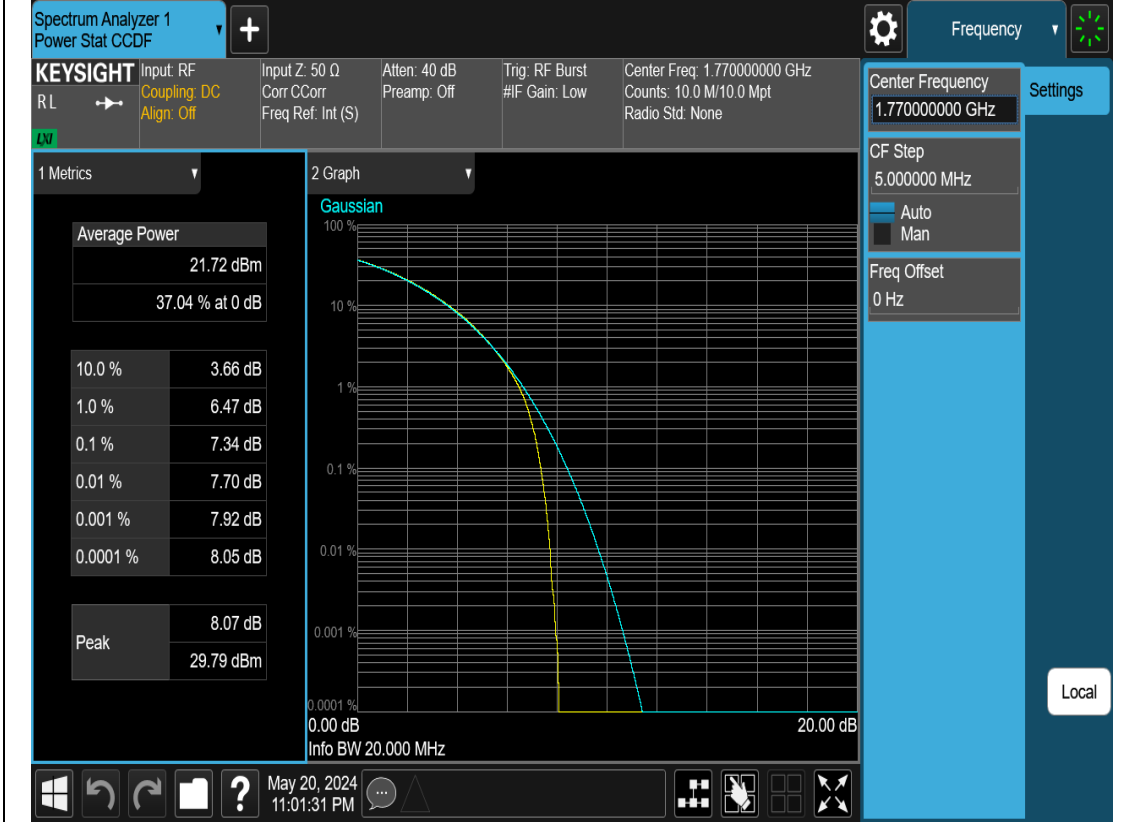 Spectrum Analyzer 1
Power Stat CCDF
+
Frequency
KEYSIGHT
RL
LXI
Input: RF
Coupling: DC
Align: Off
Input Z: 50 Ω
Corr CCorr
Freq Ref: Int (S)
Atten: 40 dB
Preamp: Off
Trig: RF Burst
#IF Gain: Low
Center Freq: 1.770000000 GHz
Counts: 10.0 M/10.0 Mpt
Radio Std: None
Center Frequency
1.770000000 GHz
Settings
CF Step
5.000000 MHz
Auto
Man
Freq Offset
0 Hz
1 Metrics
Average Power
21.72 dBm
37.04 % at 0 dB
10.0 % 3.66 dB
1.0 % 6.47 dB
0.1 % 7.34 dB
0.01 % 7.70 dB
0.001 % 7.92 dB
0.0001 % 8.05 dB
Peak
8.07 dB
29.79 dBm
2 Graph
Gaussian
100 %
10 %
1 %
0.1 %
0.01 %
0.001 %
0.0001 %
0.00 dB 20.00 dB
Info BW 20.000 MHz
Local
?
May 20, 2024
11:01:31 PM